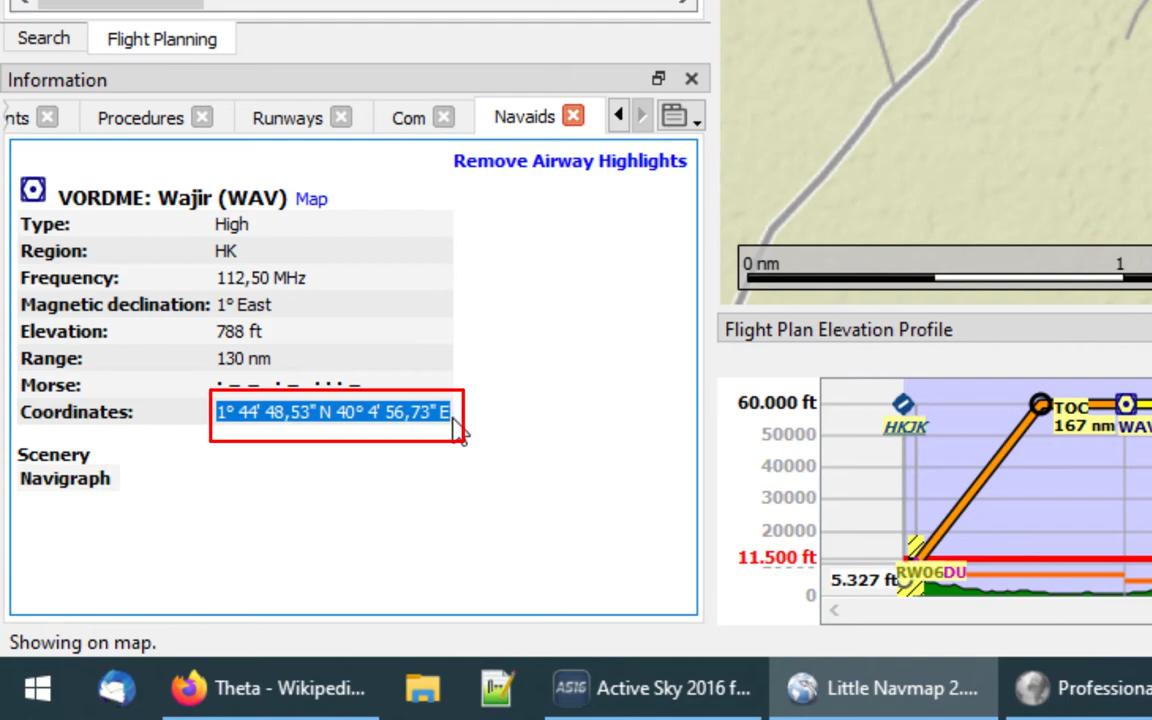 Search
Flight Planning
Information
nts
Procedures
Runways
Com
Navaids
Remove Airway Highlights
VORDME: Wajir (WAV) Map
Type: High
Region: HK
Frequency: 112,50 MHz
Magnetic declination: 1° East
Elevation: 788 ft
Range: 130 nm
Morse: · – – · – · · · –
Coordinates: 1° 44' 48,53" N 40° 4' 56,73" E
Scenery
Navigraph
Showing on map.
0 nm 1
Flight Plan Elevation Profile
60.000 ft
50000
40000
30000
20000
11.500 ft
0
5.327 ft
HKJK
TOC
167 nm
WAV
RW06DU
Theta - Wikipedi...
AS16
Active Sky 2016 f...
Little Navmap 2....
Professiona